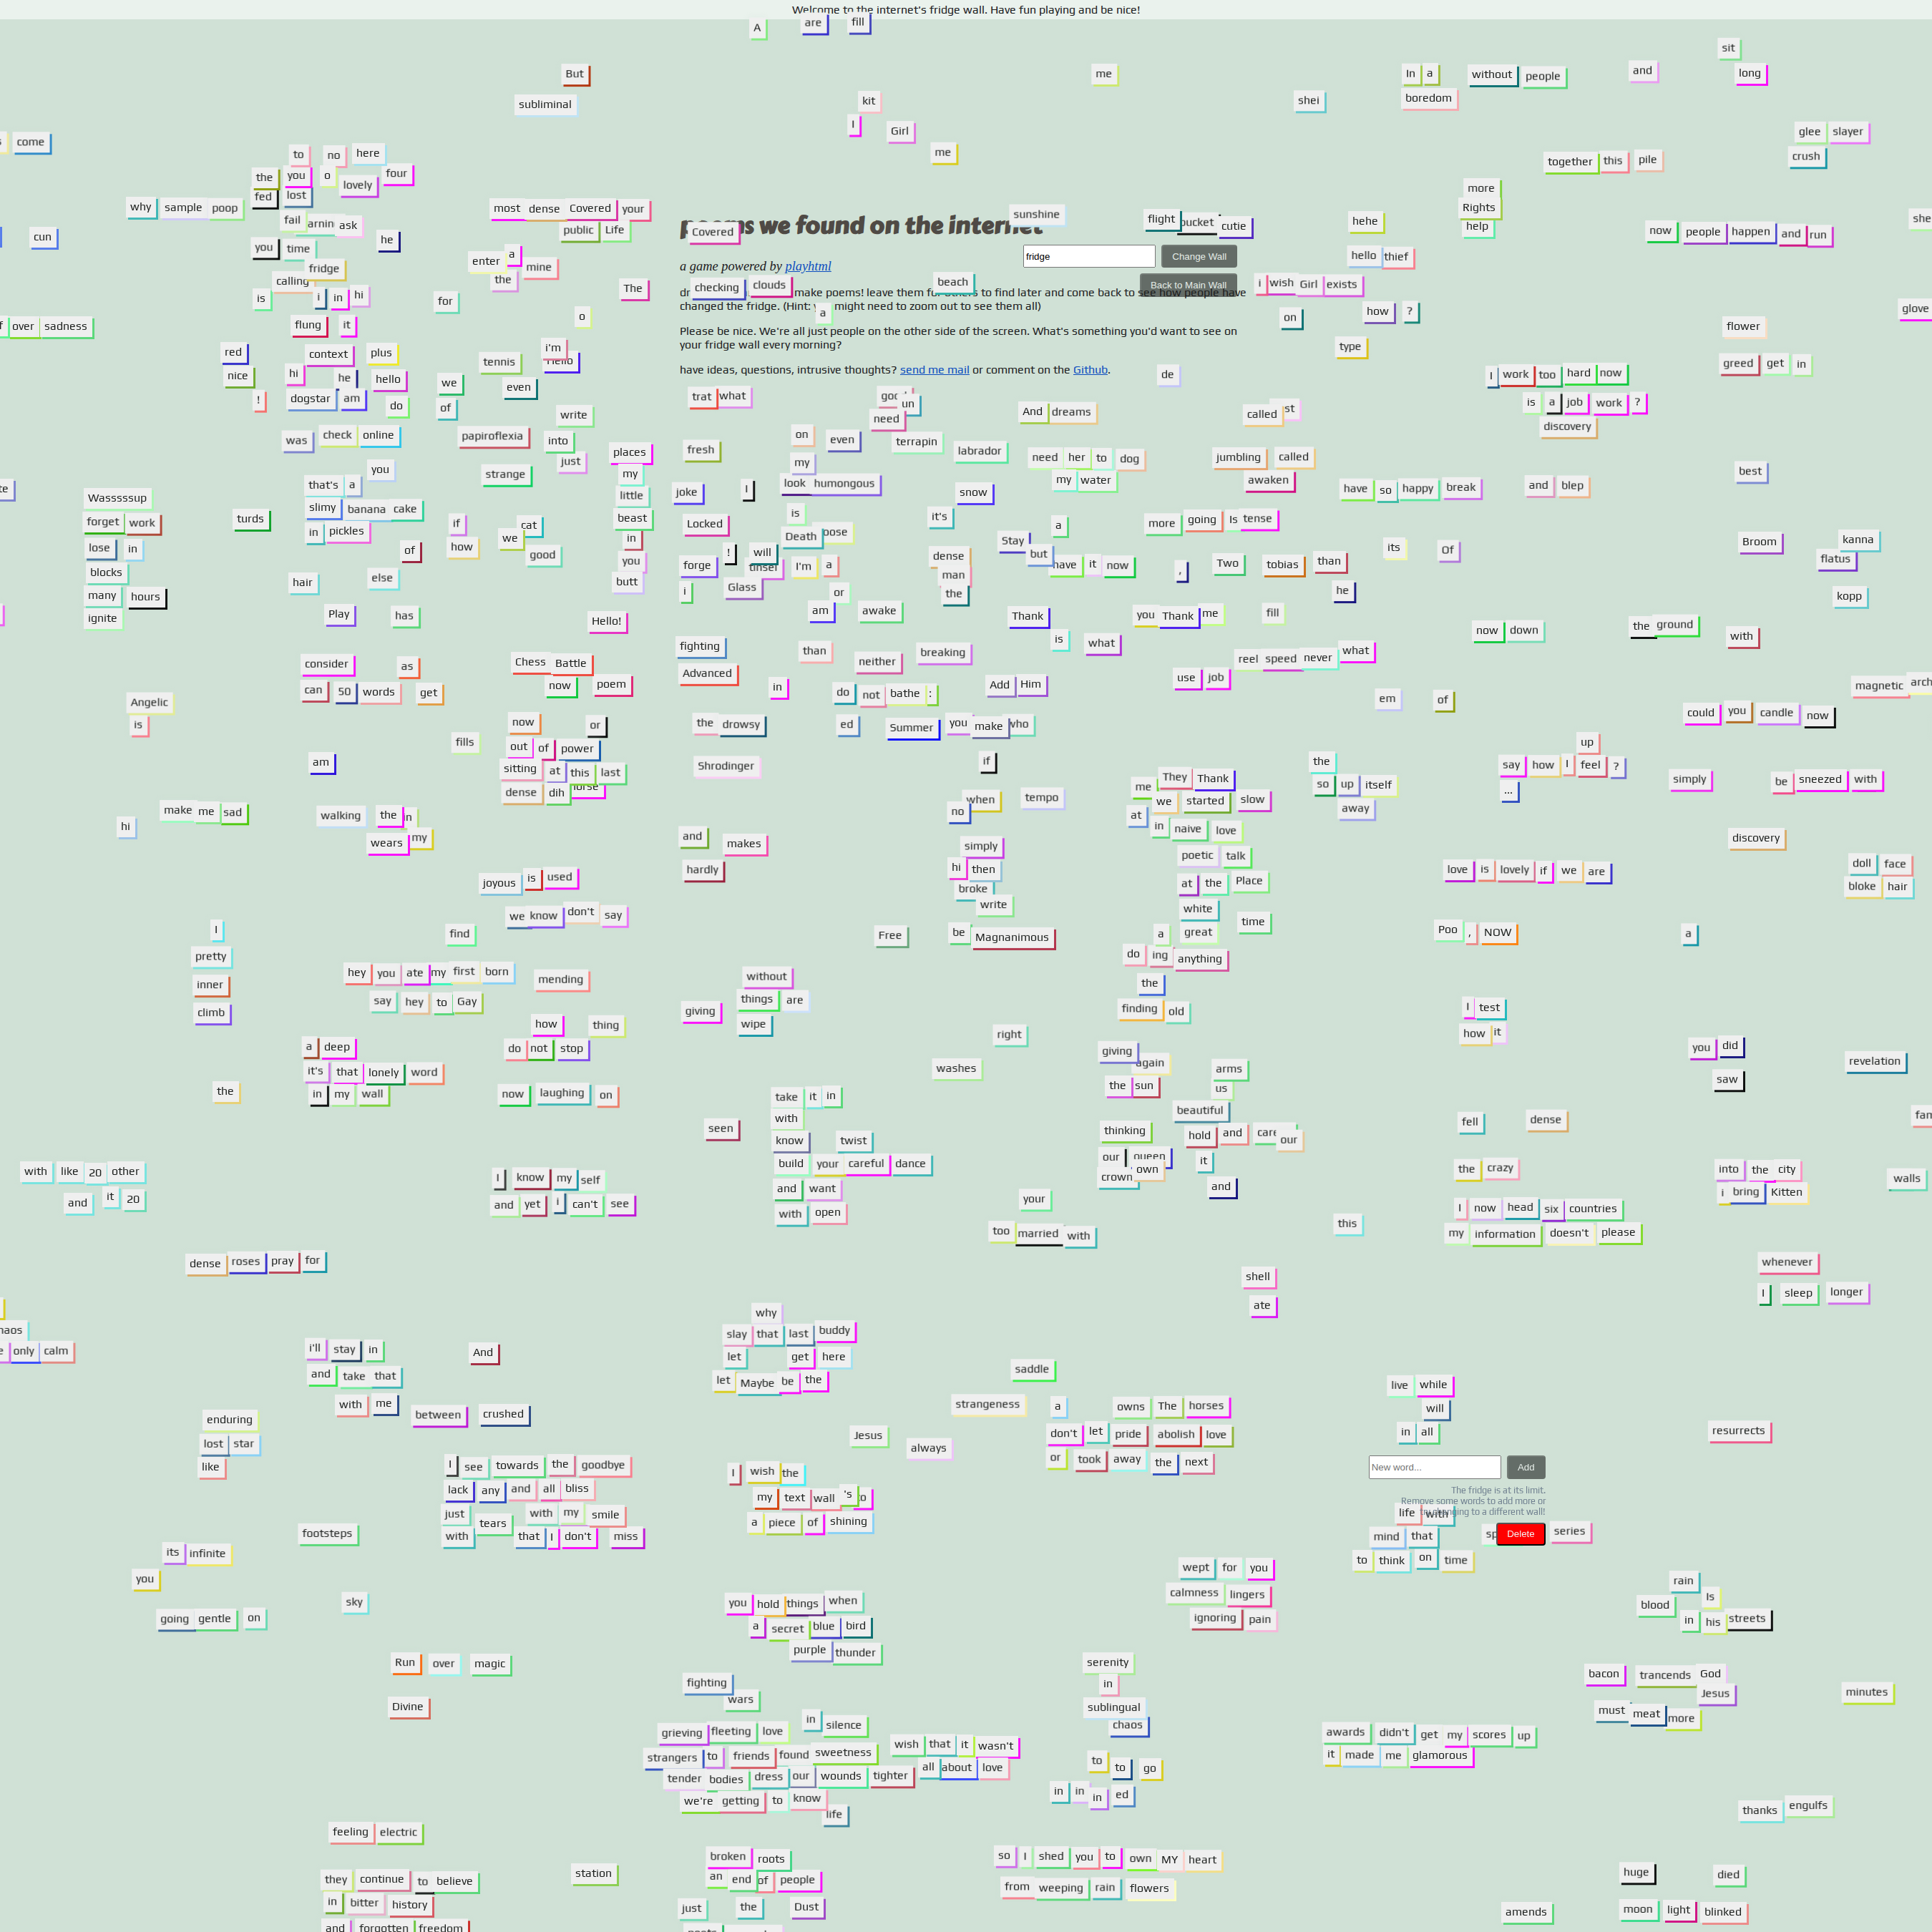 Welcome to the internet's fridge wall. Have fun playing and be nice!
A are fill
But me In a without people and sit long
subliminal kit shei boredom
I Girl me glee slayer crush
come to no here together this pile
the you o lovely four
fed lost more Rights help
why sample poop fail ask most dense Covered your sunshine flight cutie hehe
cun you time he public Life Covered now people happen and run she
poems we found on the internet
enter a mine the fridge Change Wall hello thief
fridge calling a game powered by playhtml
is i in hi for The checking clouds beach Back to Main Wall i wish Girl exists
make poems! leave them for others to find later and come back to see how people have
changed the fridge. (Hint: you might need to zoom out to see them all)
a on how ? glove
over sadness flung it o flower
Please be nice. We're all just people on the other side of the screen. What's something you'd want to see on
your fridge wall every morning?
red context plus tennis i'm Hello type greed get in
have ideas, questions, intrusive thoughts? send me mail or comment on the Github.
nice hi he hello we even de I work too hard now
! dogstar am do of write trat what un need And dreams called is a job work ?
was check online papiroflexia into on even terrapin discovery
you strange just places fresh my labrador need her to dog jumbling called
that's a my look humongous my water awaken have so happy break and blep best
Wasssssup slimy banana cake little joke I snow
forget work turds in pickles if cat beast Locked is it's a more going Is tense
lose in of how we good in Death Stay but its Of Broom kanna
blocks hair else you forge ! will I'm a dense man have it now , Two tobias than flatus
many hours butt i Glass or the he kopp
ignite Play has Hello! am awake Thank you Thank me fill now down the ground with
consider as Chess Battle fighting than neither breaking is what reel speed never what
can 50 words get now poem Advanced in do not bathe : Add Him use job magnetic
Angelic is em of could you candle now
now or the drowsy ed Summer you make who
fills out of power if up
am sitting at this last Shrodinger They Thank the say how I feel ?
dense dih when tempo me we started slow so up itself ... simply be sneezed with
make me sad walking the in no at in naive love away
hi wears my and makes simply poetic talk discovery
joyous is used hardly hi then at the Place love is lovely if we are doll face
we know don't say broke write white time bloke hair
I find Free be Magnanimous a great Poo , NOW a
pretty hey you ate my first born mending without do ing anything
inner say hey to Gay things are the
climb how thing giving wipe finding old I test
a deep do not stop right giving again how it you did
it's that lonely word washes the sun arms us saw revelation
the in my wall now laughing on take it in beautiful
seen with thinking hold and our fell dense
know twist our queen it
with like 20 other build your careful dance crown own the crazy into the city walls
and it 20 I know my self and want and i bring Kitten
and yet i can't see with open your I now head six countries
too married with this my information doesn't please
dense roses pray for shell whenever
ate I sleep longer
why
only calm i'll stay in And slay that last buddy
and take that let get here saddle live while
with me between crushed let Maybe be the strangeness a owns The horses will
enduring Jesus always don't let pride abolish love in all resurrects
lost star or took away the next
like I see towards the goodbye I wish the New word... Add
lack any and all bliss my text wall 's The fridge is at its limit.
Remove some words to add more or
just tears with my smile a piece of shining life with
footsteps with that I don't miss mind that Delete series
its infinite to think on time
you wept for you rain
sky you hold things when calmness lingers blood Is
going gentle on a secret blue bird ignoring pain in his streets
purple thunder
Run over magic serenity bacon trancends God
fighting wars in Jesus
Divine sublingual must meat more minutes
grieving fleeting love in silence chaos
strangers to friends found sweetness wish that it wasn't awards didn't get my scores up
tender bodies dress our wounds tighter all about love to to go it made me glamorous
we're getting to know life in in in ed
thanks engulfs
feeling electric
broken roots so I shed you to own MY heart
they continue to believe station an end of people from weeping rain flowers huge died
in bitter history just the Dust amends moon light blinked
and forgotten freedom